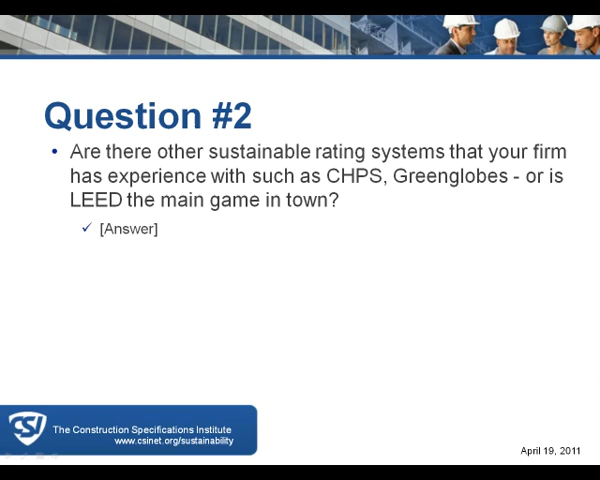 Question #2
• Are there other sustainable rating systems that your firm
has experience with such as CHPS, Greenglobes - or is
LEED the main game in town?
✓ [Answer]
CSI
The Construction Specifications Institute
www.csinet.org/sustainability
April 19, 2011